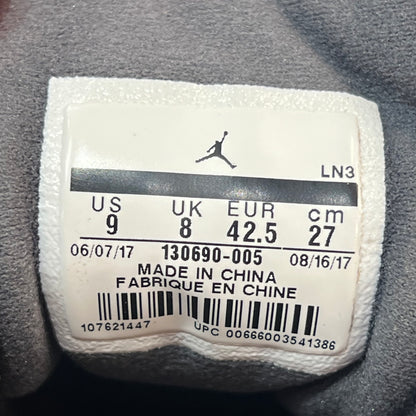 LN3
US UK EUR cm
9 8 42.5 27
06/07/17 130690-005 08/16/17
MADE IN CHINA
FABRIQUE EN CHINE
107621447 UPC 00666003541386